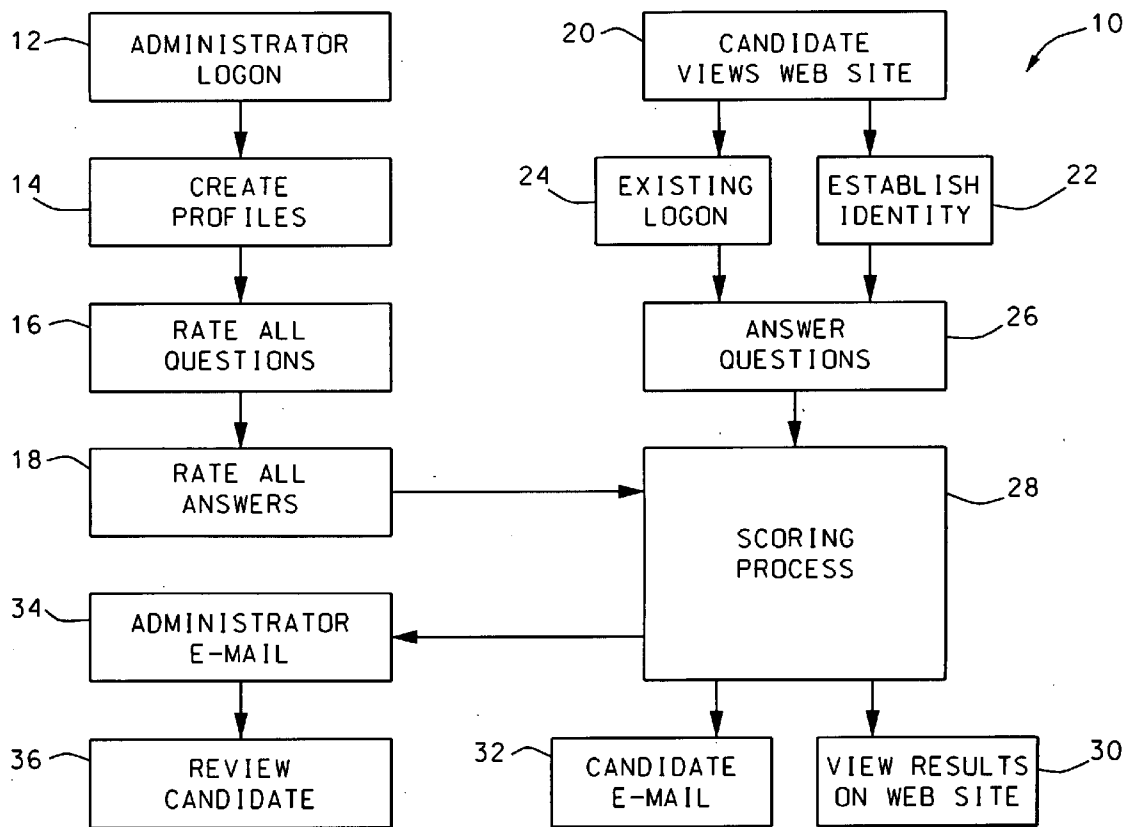 12
ADMINISTRATOR
LOGON
20
CANDIDATE
VIEWS WEB SITE
10
14
CREATE
PROFILES
24
EXISTING
LOGON
ESTABLISH
IDENTITY
22
16
RATE ALL
QUESTIONS
ANSWER
QUESTIONS
26
18
RATE ALL
ANSWERS
SCORING
PROCESS
28
34
ADMINISTRATOR
E-MAIL
36
REVIEW
CANDIDATE
32
CANDIDATE
E-MAIL
VIEW RESULTS
ON WEB SITE
30